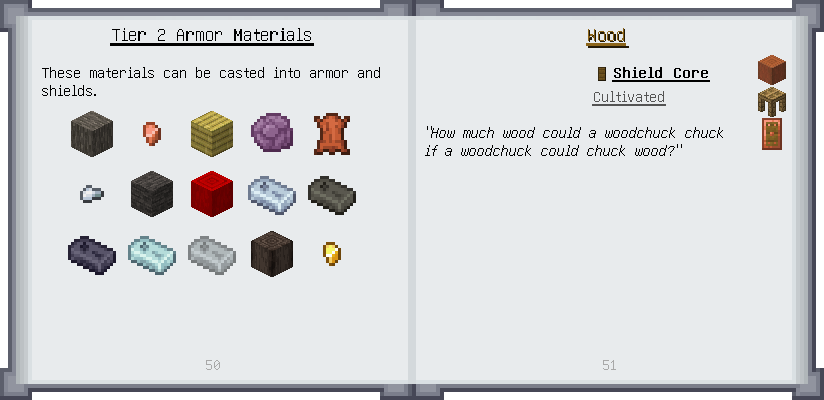 Tier 2 Armor Materials
These materials can be casted into armor and
shields.
50
Wood
Shield Core
Cultivated
"How much wood could a woodchuck chuck
if a woodchuck could chuck wood?"
51